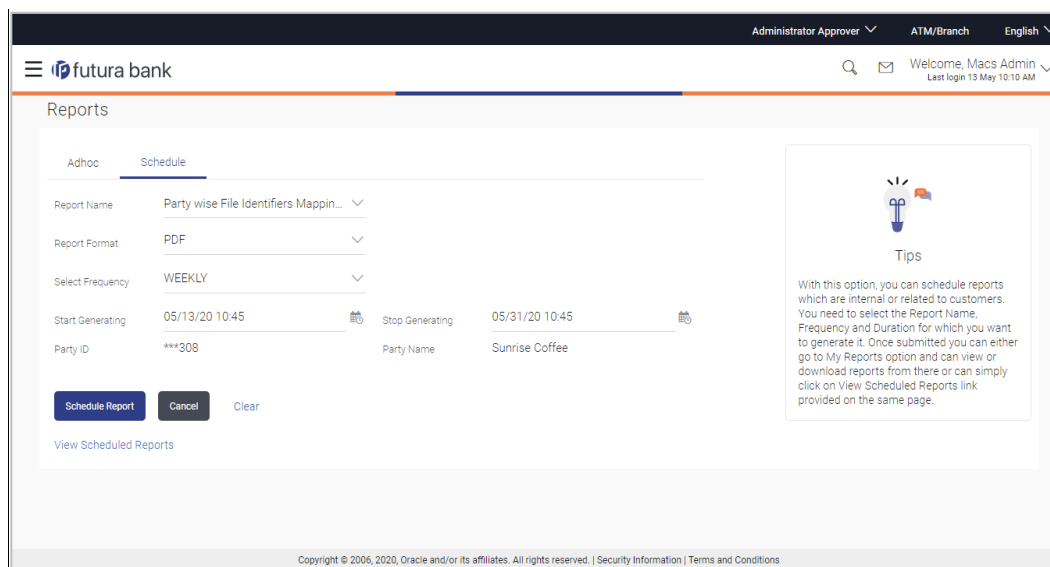 Administrator Approver ATM/Branch English
futura bank
Welcome, Macs Admin
Last login 13 May 10:10 AM
Reports
Adhoc Schedule
Report Name Party wise File Identifiers Mappin...
Report Format PDF
Select Frequency WEEKLY
Start Generating 05/13/20 10:45 Stop Generating 05/31/20 10:45
Party ID ***308 Party Name Sunrise Coffee
Schedule Report Cancel Clear
View Scheduled Reports
Tips
With this option, you can schedule reports
which are internal or related to customers.
You need to select the Report Name,
Frequency and Duration for which you want
to generate it. Once submitted you can either
go to My Reports option and can view or
download reports from there or can simply
click on View Scheduled Reports link
provided on the same page.
Copyright © 2006, 2020, Oracle and/or its affiliates. All rights reserved. | Security Information | Terms and Conditions